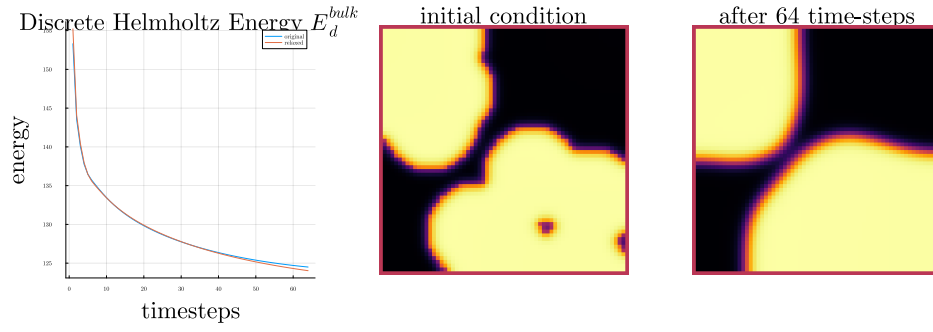 Discrete Helmholtz Energy E_d^{bulk}
original
relaxed
155
150
145
140
135
130
125
0 10 20 30 40 50 60
energy
timesteps
initial condition
after 64 time-steps